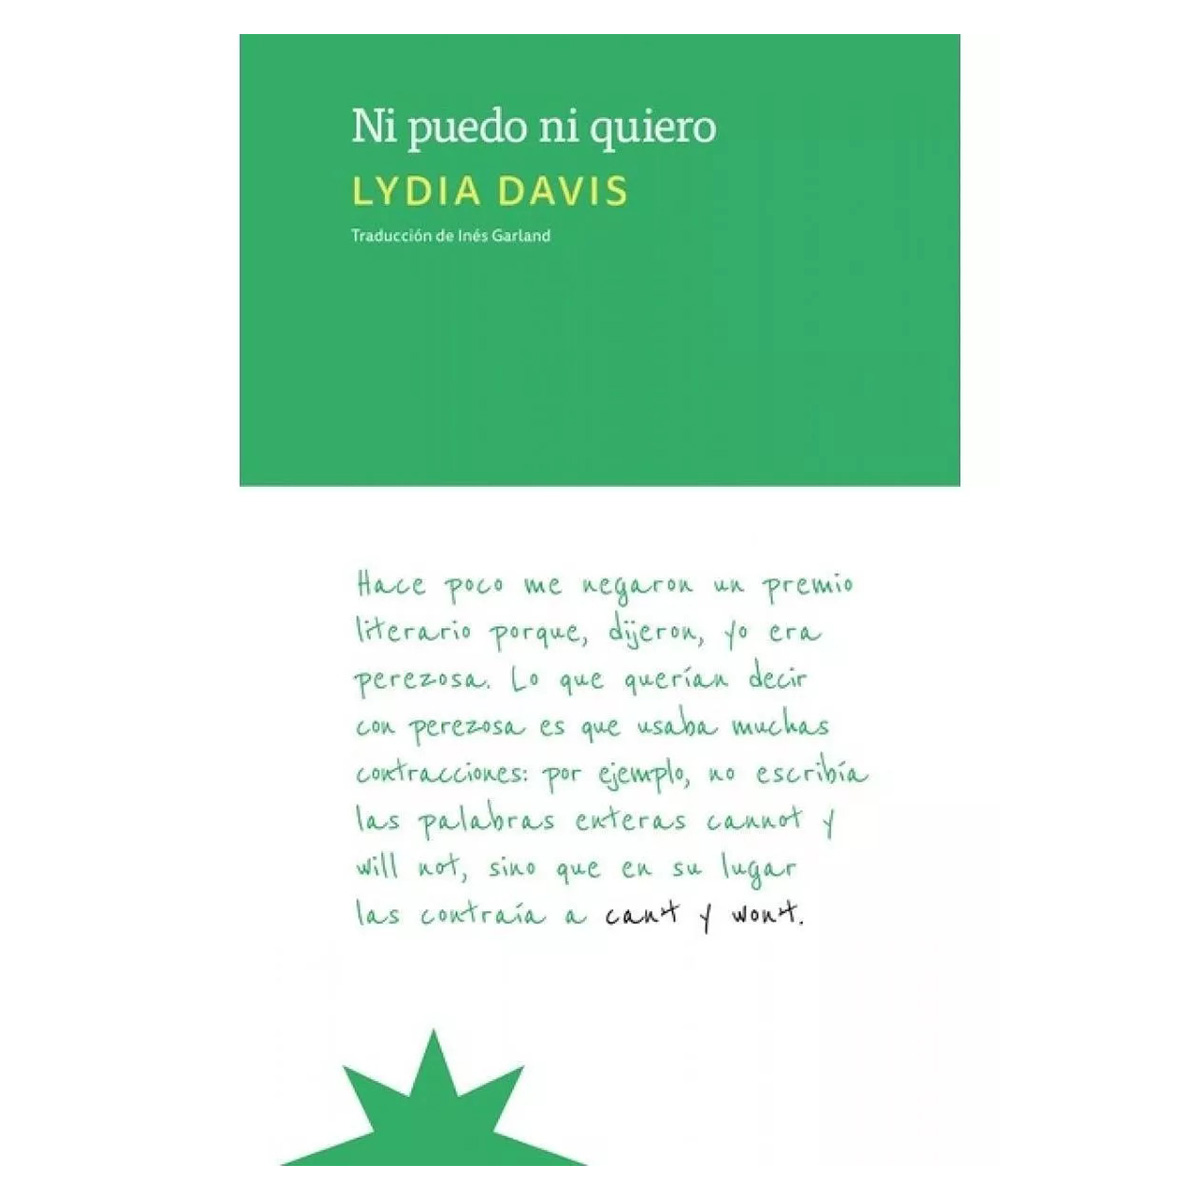 Ni puedo ni quiero
LYDIA DAVIS
Traducción de Inés Garland
Hace poco me negaron un premio
literario porque, dijeron, yo era
perezosa. Lo que querían decir
con perezosa es que usaba muchas
contracciones: por ejemplo, no escribía
las palabras enteras cannot y
will not, sino que en su lugar
las contraía a cant y wont.